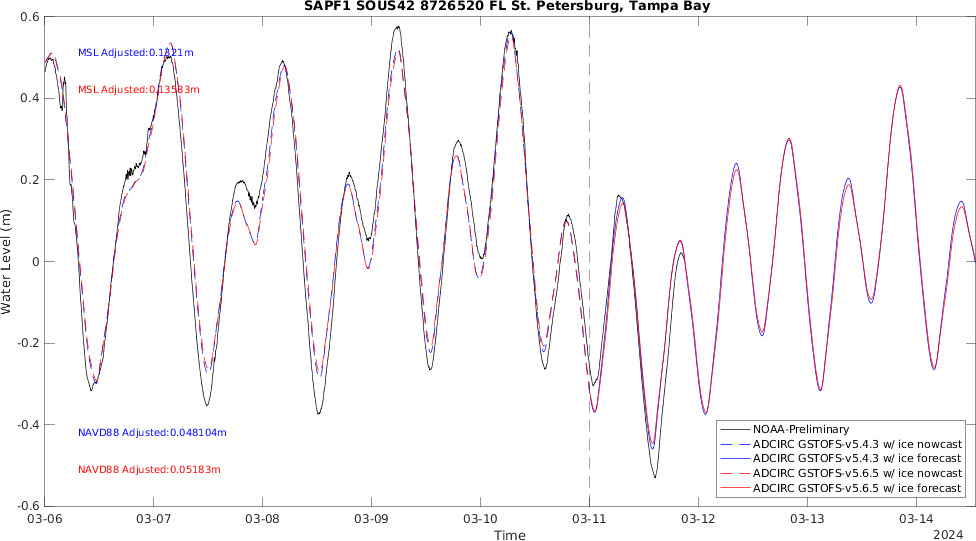 SAPF1 SOUS42 8726520 FL St. Petersburg, Tampa Bay
0.6
0.4
0.2
0
-0.2
-0.4
-0.6
Water Level (m)
MSL Adjusted:0.1321m
MSL Adjusted:0.13583m
NAVD88 Adjusted:0.048104m
NAVD88 Adjusted:0.05183m
NOAA-Preliminary
ADCIRC GSTOFS-v5.4.3 w/ ice nowcast
ADCIRC GSTOFS-v5.4.3 w/ ice forecast
ADCIRC GSTOFS-v5.6.5 w/ ice nowcast
ADCIRC GSTOFS-v5.6.5 w/ ice forecast
03-06 03-07 03-08 03-09 03-10 03-11 03-12 03-13 03-14
Time
2024